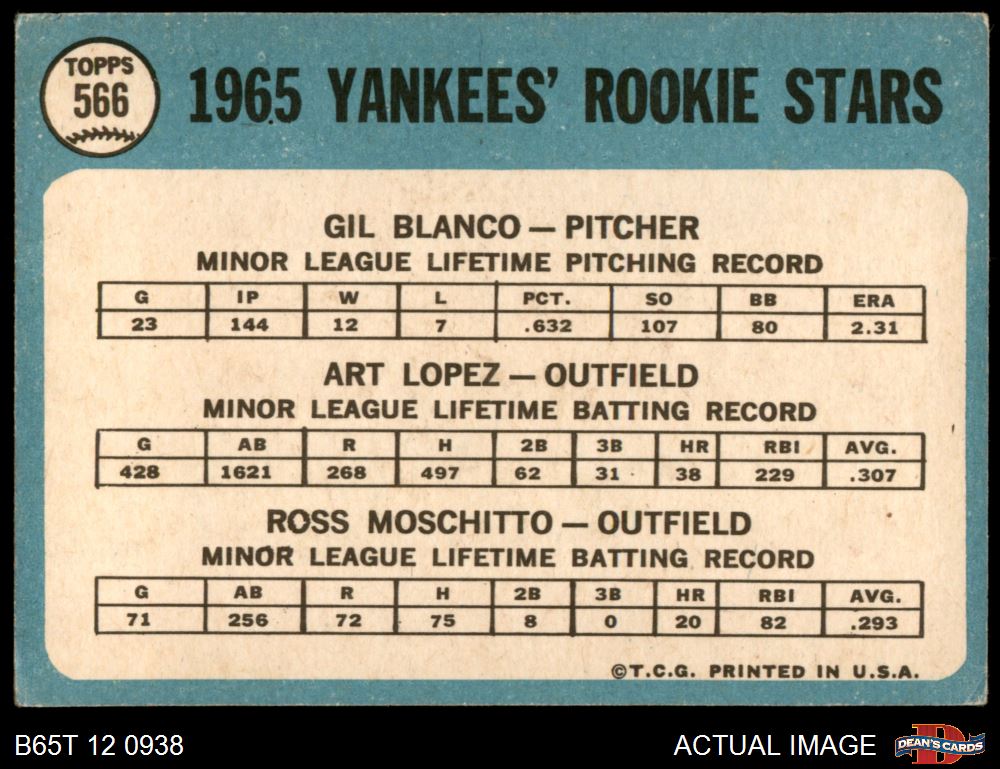 TOPPS
566
1965 YANKEES' ROOKIE STARS
GIL BLANCO — PITCHER
MINOR LEAGUE LIFETIME PITCHING RECORD
G IP W L PCT. SO BB ERA
23 144 12 7 .632 107 80 2.31
ART LOPEZ — OUTFIELD
MINOR LEAGUE LIFETIME BATTING RECORD
G AB R H 2B 3B HR RBI AVG.
428 1621 268 497 62 31 38 229 .307
ROSS MOSCHITTO — OUTFIELD
MINOR LEAGUE LIFETIME BATTING RECORD
G AB R H 2B 3B HR RBI AVG.
71 256 72 75 8 0 20 82 .293
©T.C.G. PRINTED IN U.S.A.
B65T 12 0938
ACTUAL IMAGE
D
DEAN'S CARDS